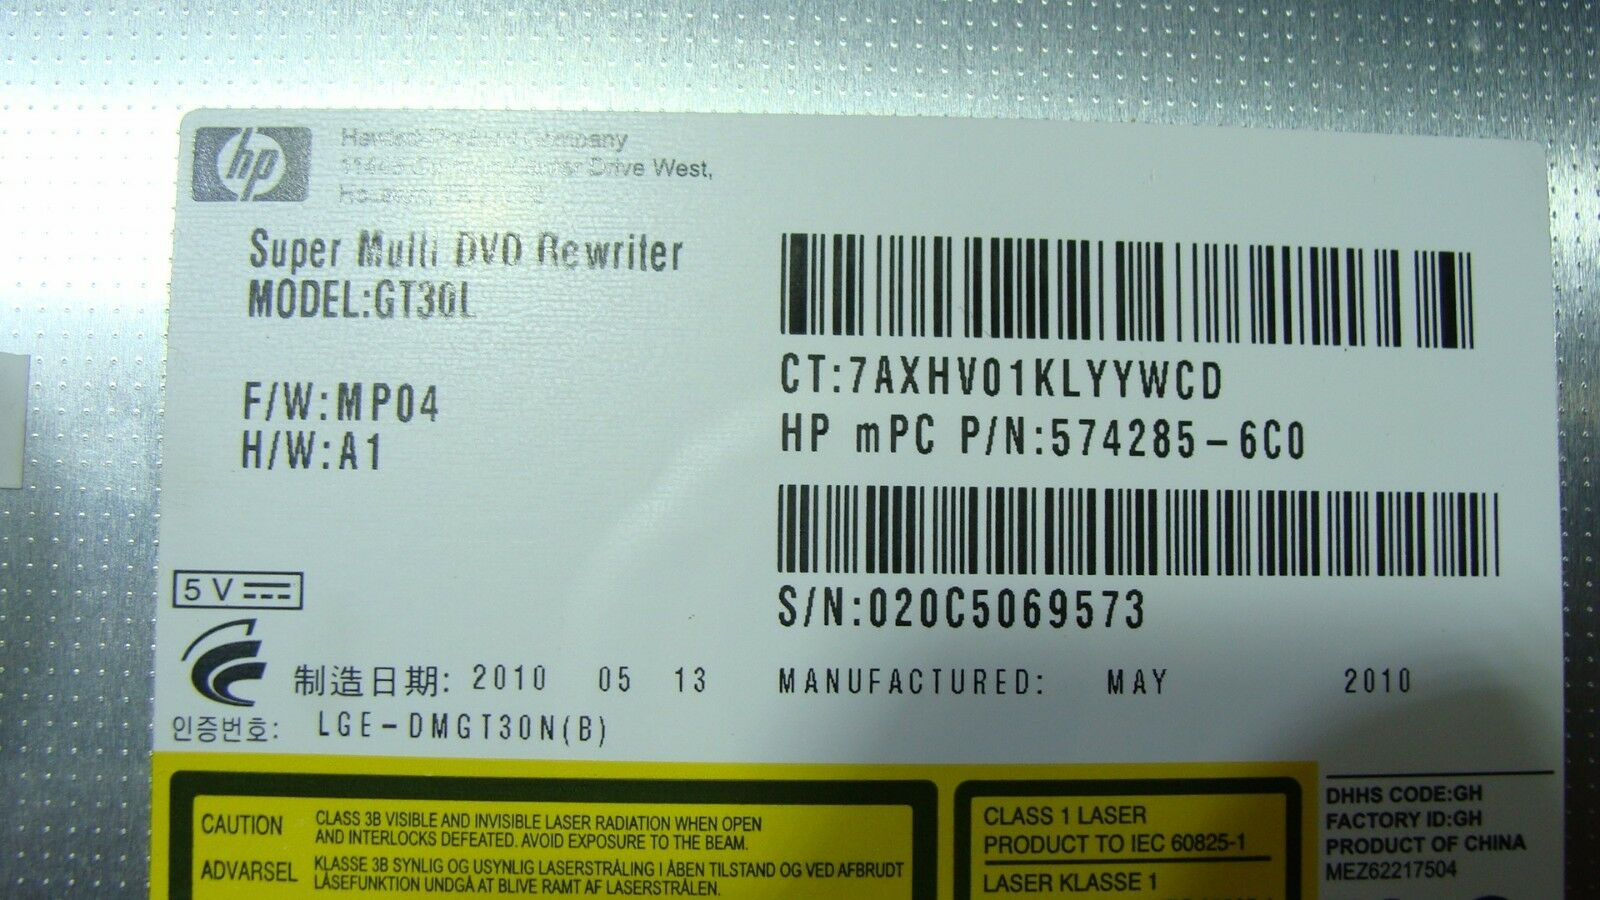 hp
Company
Drive West,
Super Multi DVD Rewriter
MODEL:GT30L
F/W:MP04
H/W:A1
CT:7AXHV01KLYYWCD
HP mPC P/N:574285-6C0
S/N:020C5069573
5 V
制造日期: 2010 05 13
MANUFACTURED: MAY 2010
인증번호: LGE-DMGT30N(B)
CAUTION CLASS 3B VISIBLE AND INVISIBLE LASER RADIATION WHEN OPEN
AND INTERLOCKS DEFEATED. AVOID EXPOSURE TO THE BEAM.
ADVARSEL KLASSE 3B SYNLIG OG USYNLIG LASERSTRÅLING I ÅBEN TILSTAND OG VED AFBRUDT
LÅSEFUNKTION UNDGÅ AT BLIVE RAMT AF LASERSTRÅLEN.
CLASS 1 LASER
PRODUCT TO IEC 60825-1
LASER KLASSE 1
DHHS CODE:GH
FACTORY ID:GH
PRODUCT OF CHINA
MEZ62217504